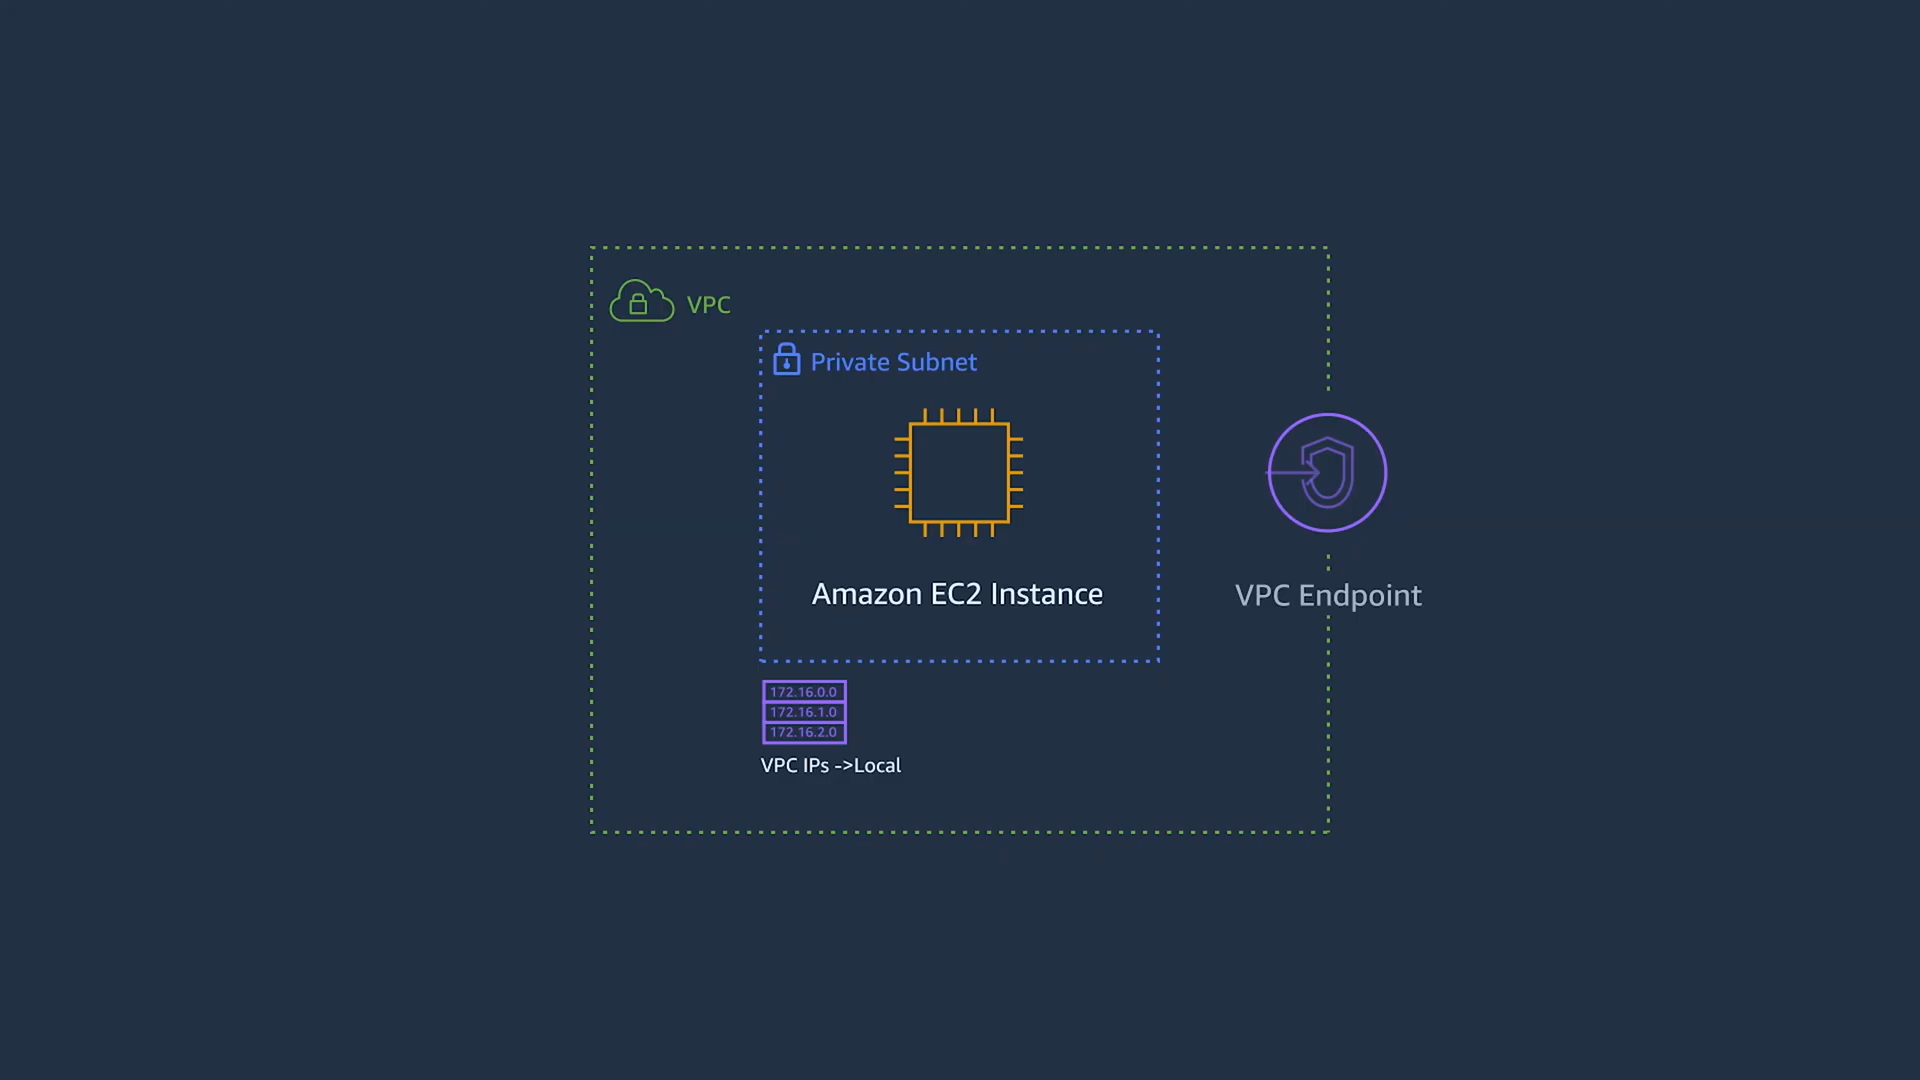 VPC
Private Subnet
Amazon EC2 Instance
VPC Endpoint
172.16.0.0
172.16.1.0
172.16.2.0
VPC IPs ->Local